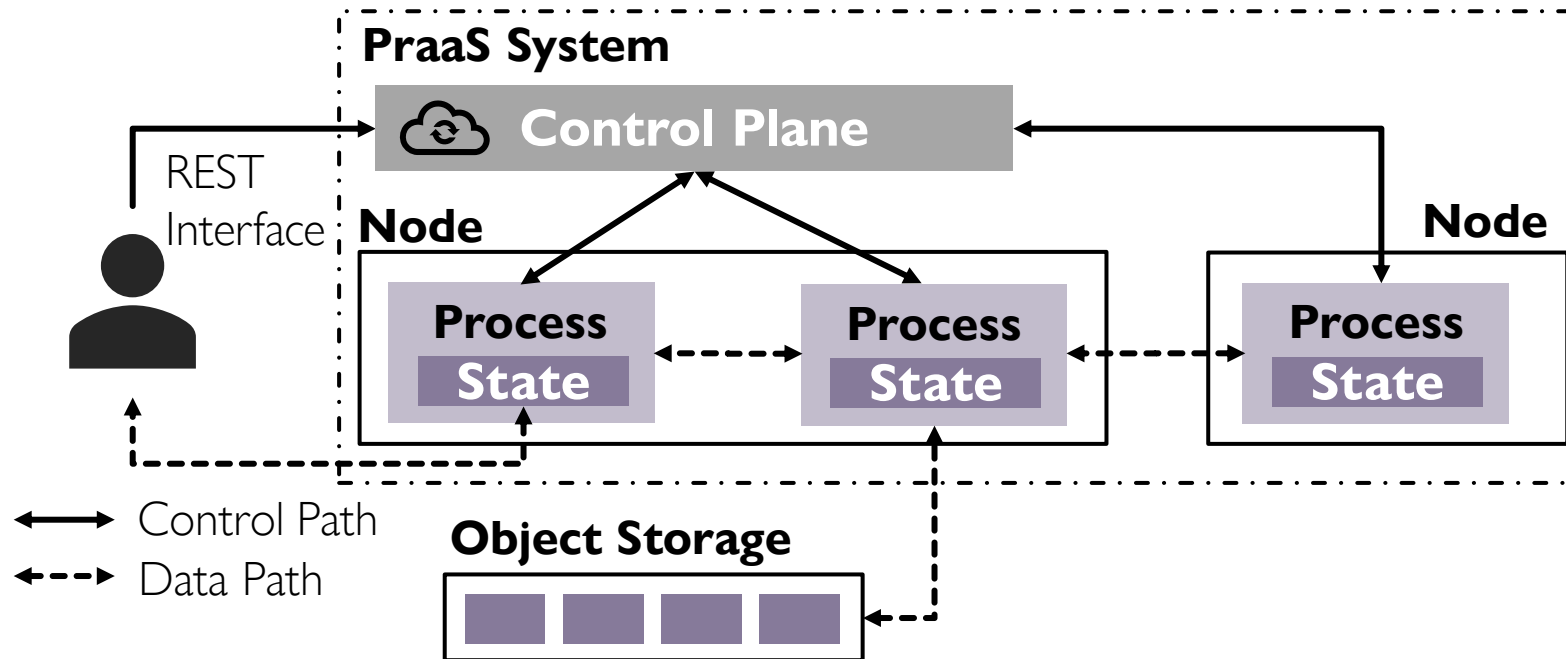 PraaS System
Control Plane
REST
Interface
Node
Node
Process
State
Process
State
Process
State
Control Path
Data Path
Object Storage